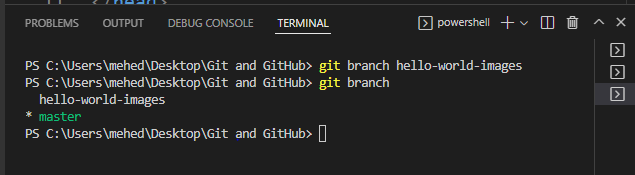 </head>
PROBLEMS OUTPUT DEBUG CONSOLE TERMINAL powershell
PS C:\Users\mehed\Desktop\Git and GitHub> git branch hello-world-images
PS C:\Users\mehed\Desktop\Git and GitHub> git branch
  hello-world-images
* master
PS C:\Users\mehed\Desktop\Git and GitHub>